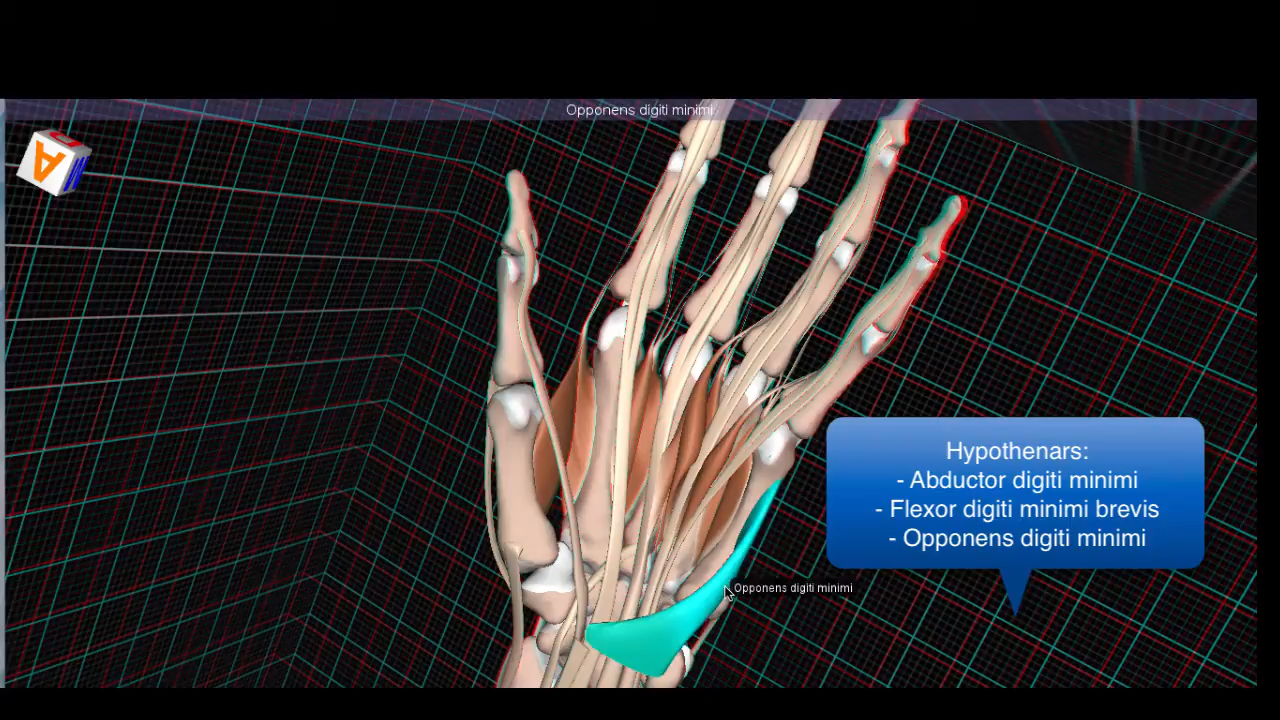 Opponens digiti minimi
A
Hypothenars:
- Abductor digiti minimi
- Flexor digiti minimi brevis
- Opponens digiti minimi
Opponens digiti minimi